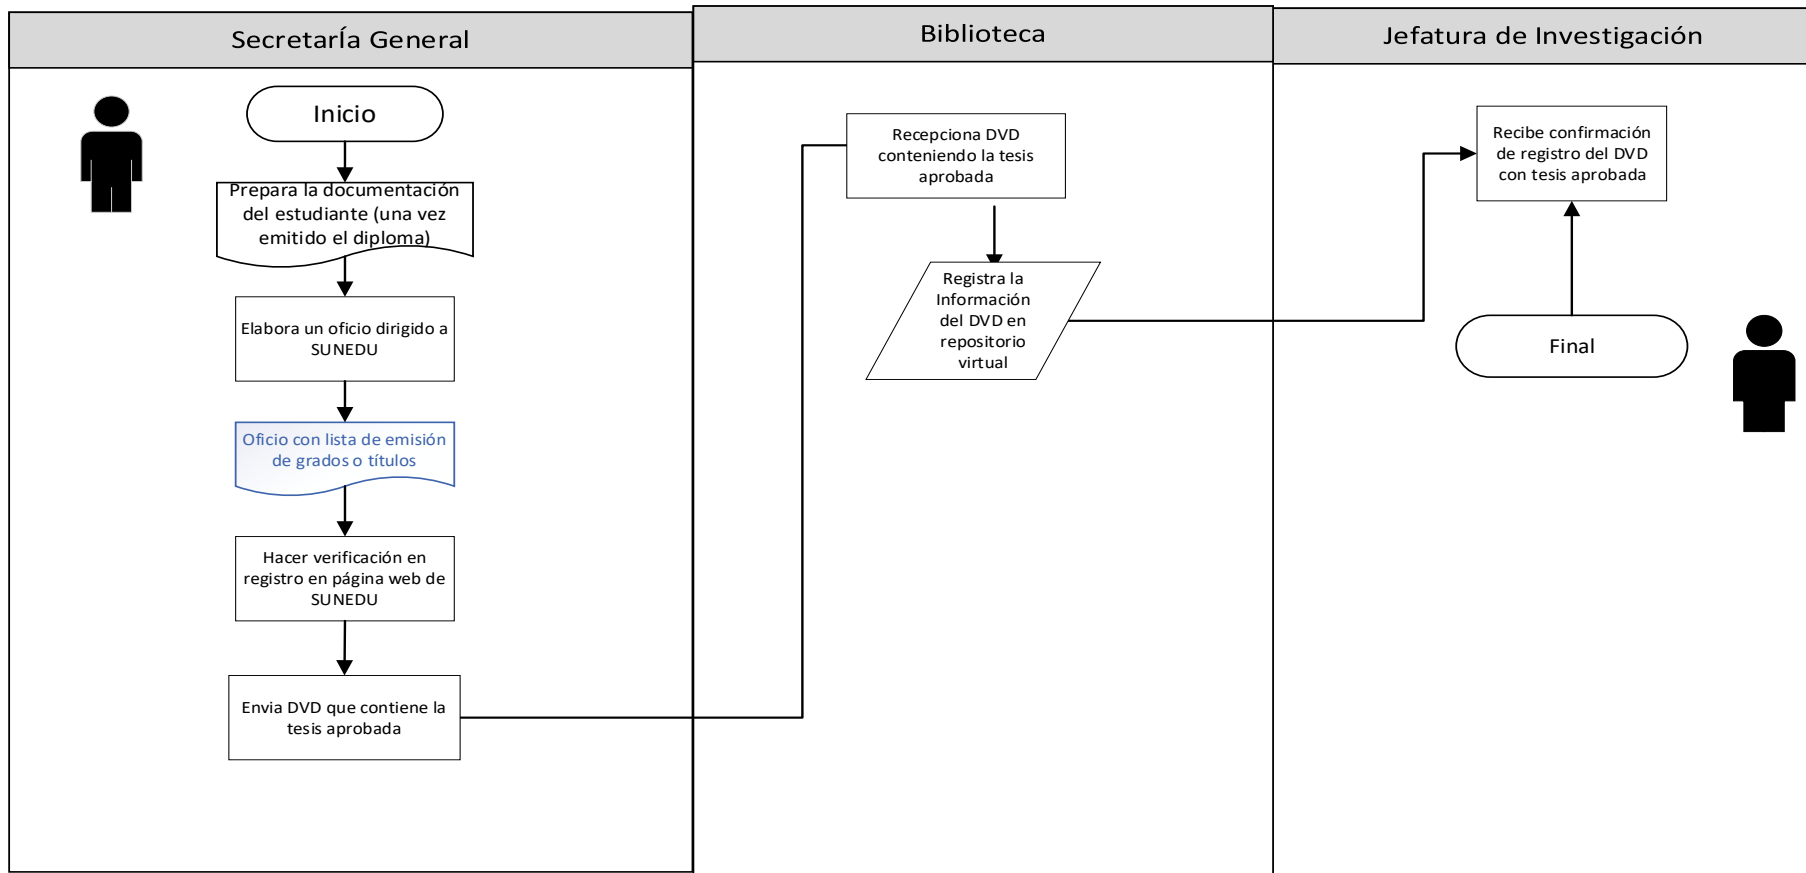 Secretaría General
Inicio
Prepara la documentación
del estudiante (una vez
emitido el diploma)
Elabora un oficio dirigido a
SUNEDU
Oficio con lista de emisión
de grados o títulos
Hacer verificación en
registro en página web de
SUNEDU
Envia DVD que contiene la
tesis aprobada
Biblioteca
Recepciona DVD
conteniendo la tesis
aprobada
Registra la
Información
del DVD en
repositorio
virtual
Jefatura de Investigación
Recibe confirmación
de registro del DVD
con tesis aprobada
Final